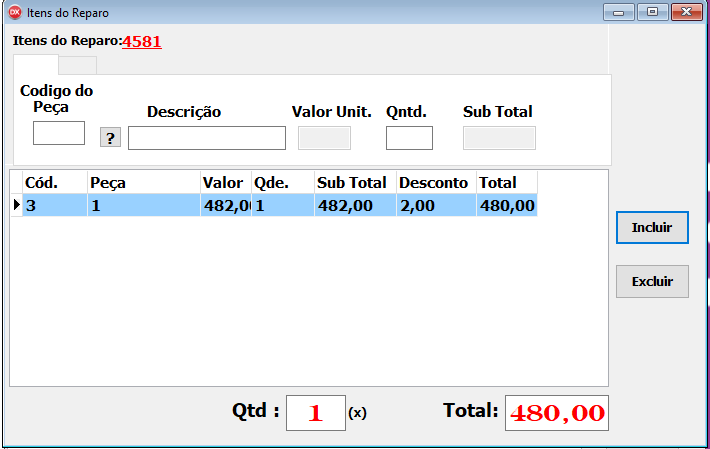 DX Itens do Reparo
Itens do Reparo:4581
Codigo do Peça
? Descrição Valor Unit. Qntd. Sub Total
Cód. Peça Valor Qde. Sub Total Desconto Total
3 1 482,00 1 482,00 2,00 480,00
Incluir
Excluir
Qtd : 1 (x) Total: 480,00